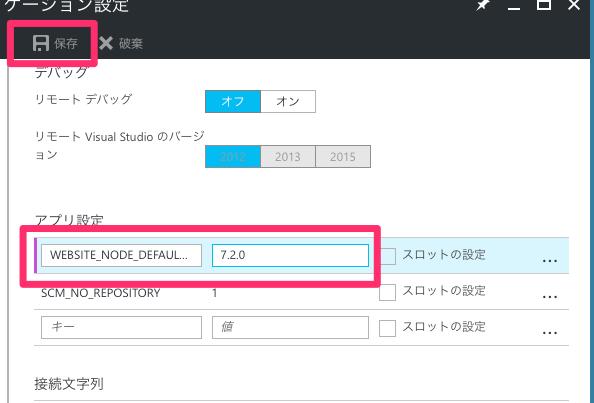 ケーション設定
保存 破棄
デバッグ
リモート デバッグ オフ オン
リモート Visual Studio のバージ
ョン 2012 2013 2015
アプリ設定
WEBSITE_NODE_DEFAUL... 7.2.0 スロットの設定 ...
SCM_NO_REPOSITORY 1 スロットの設定 ...
キー 値 スロットの設定 ...
接続文字列